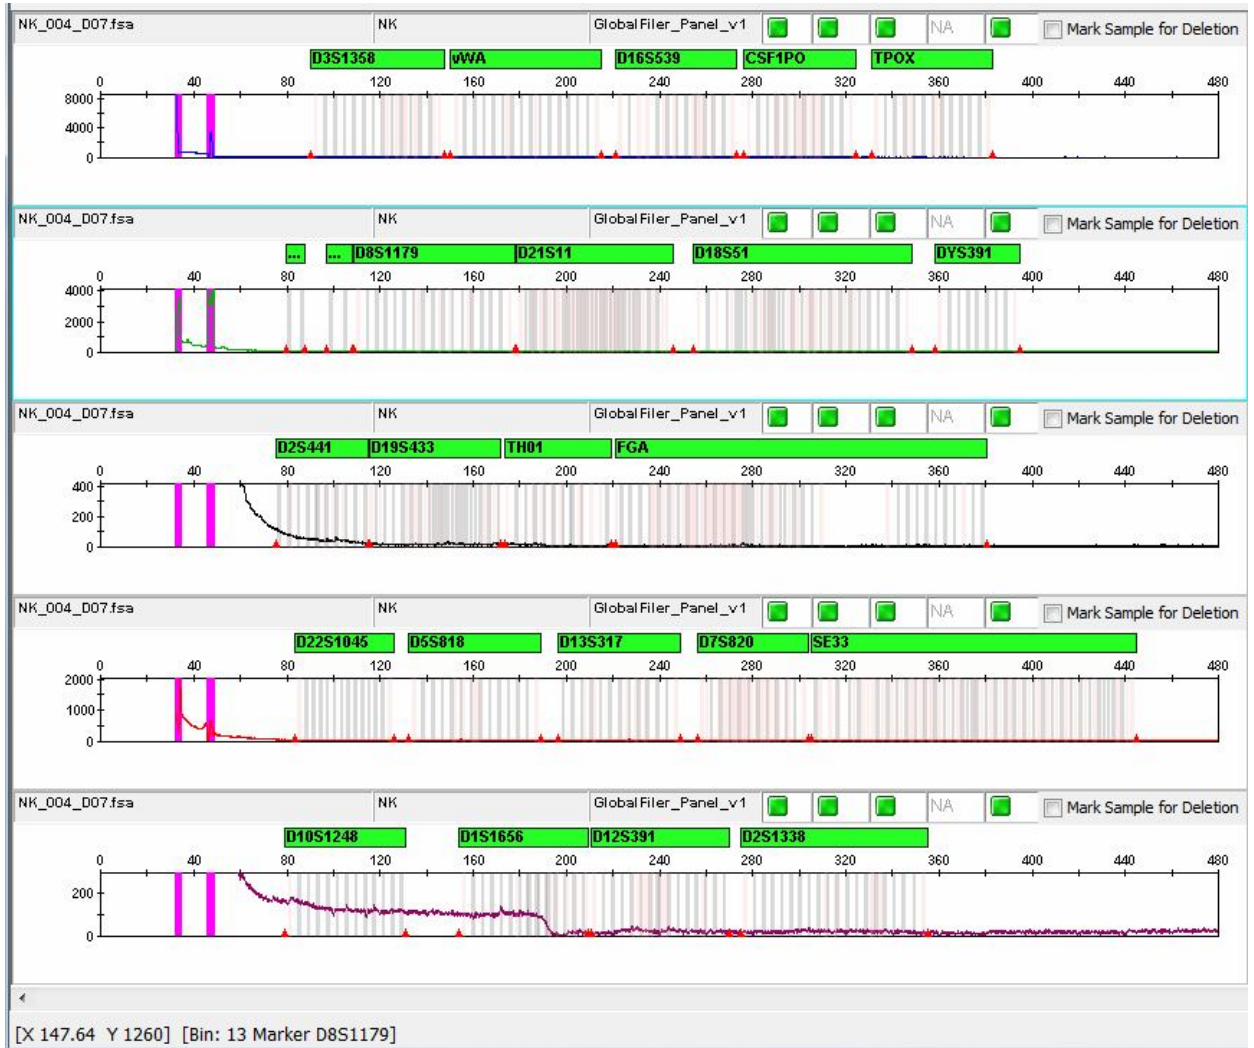 NK_004_D07.fsa NK GlobalFiler_Panel_v1 NA Mark Sample for Deletion
D3S1358 vWA D16S539 CSF1PO TPOX
0 40 80 120 160 200 240 280 320 360 400 440 480
8000
4000
0
NK_004_D07.fsa NK GlobalFiler_Panel_v1 NA Mark Sample for Deletion
... ... D8S1179 D21S11 D18S51 DYS391
0 40 80 120 160 200 240 280 320 360 400 440 480
4000
2000
0
NK_004_D07.fsa NK GlobalFiler_Panel_v1 NA Mark Sample for Deletion
D2S441 D19S433 TH01 FGA
0 40 80 120 160 200 240 280 320 360 400 440 480
400
200
0
NK_004_D07.fsa NK GlobalFiler_Panel_v1 NA Mark Sample for Deletion
D22S1045 D5S818 D13S317 D7S820 SE33
0 40 80 120 160 200 240 280 320 360 400 440 480
2000
1000
0
NK_004_D07.fsa NK GlobalFiler_Panel_v1 NA Mark Sample for Deletion
D10S1248 D1S1656 D12S391 D2S1338
0 40 80 120 160 200 240 280 320 360 400 440 480
200
0
[X 147.64 Y 1260] [Bin: 13 Marker D8S1179]